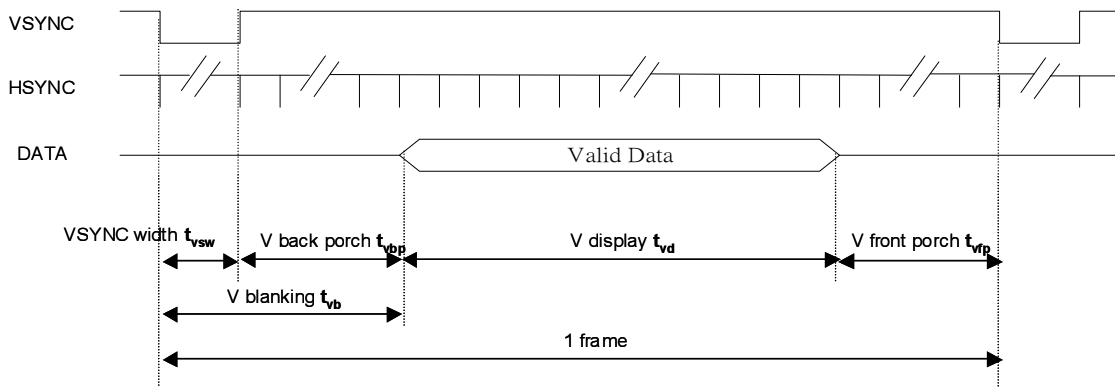 VSYNC
HSYNC
DATA
Valid Data
VSYNC width tvsw
V back porch tvbp
V display tvd
V front porch tvfp
V blanking tvb
1 frame